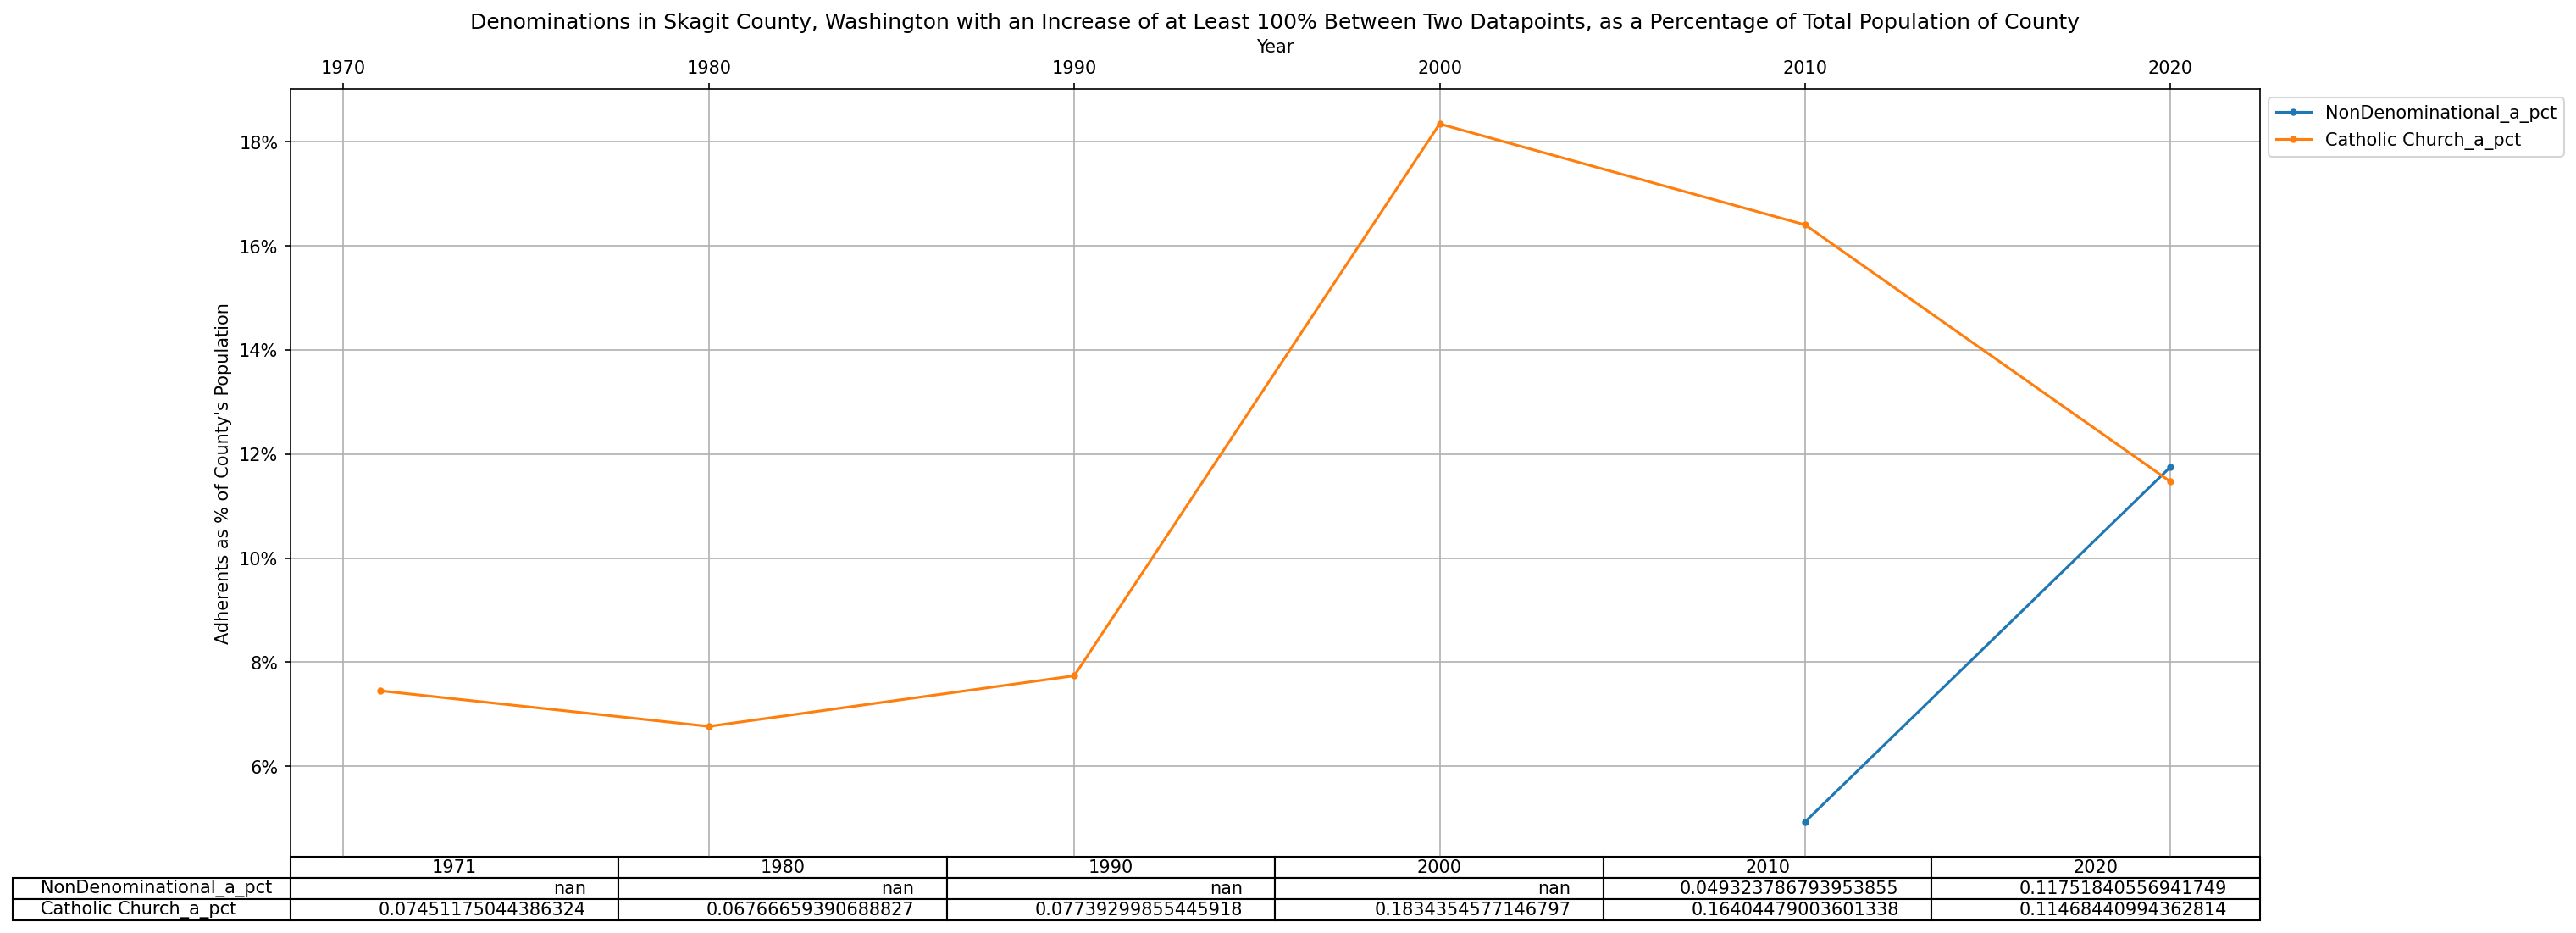 Denominations in Skagit County, Washington with an Increase of at Least 100% Between Two Datapoints, as a Percentage of Total Population of County
Year
1970 1980 1990 2000 2010 2020
NonDenominational_a_pct
Catholic Church_a_pct
18%
16%
14%
12%
10%
8%
6%
Adherents as % of County's Population
1971 1980 1990 2000 2010 2020
NonDenominational_a_pct nan nan nan nan 0.049323786793953855 0.11751840556941749
Catholic Church_a_pct 0.07451175044386324 0.06766659390688827 0.07739299855445918 0.1834354577146797 0.16404479003601338 0.11468440994362814